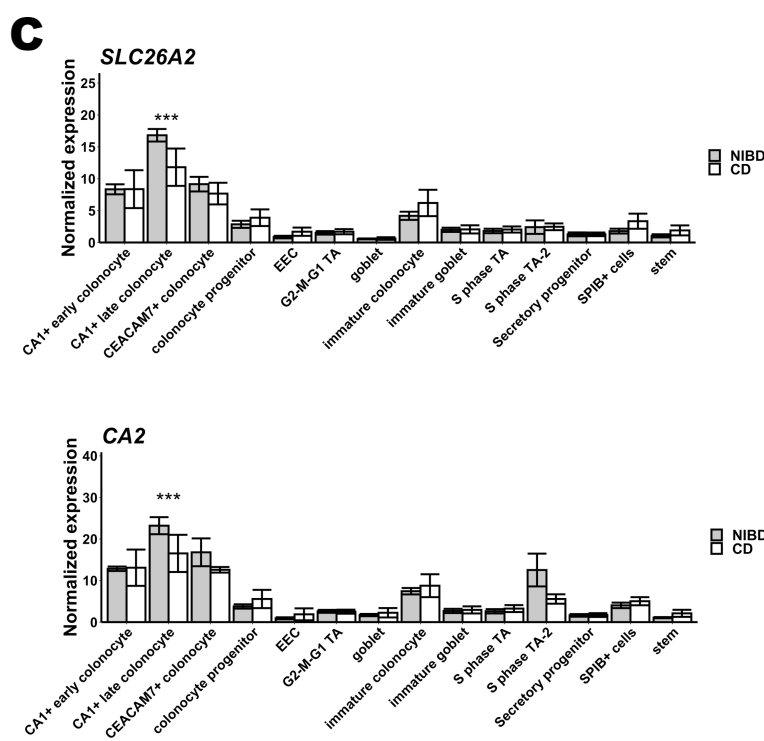 C
SLC26A2
Normalized expression
25
20
15
10
5
0
***
NIBD
CD
CA1+ early colonocyte
CA1+ late colonocyte
CEACAM7+ colonocyte
colonocyte progenitor
EEC
G2-M-G1 TA
goblet
immature colonocyte
immature goblet
S phase TA
S phase TA-2
Secretory progenitor
SPIB+ cells
stem
CA2
Normalized expression
40
30
20
10
0
***
NIBD
CD
CA1+ early colonocyte
CA1+ late colonocyte
CEACAM7+ colonocyte
colonocyte progenitor
EEC
G2-M-G1 TA
goblet
immature colonocyte
immature goblet
S phase TA
S phase TA-2
Secretory progenitor
SPIB+ cells
stem